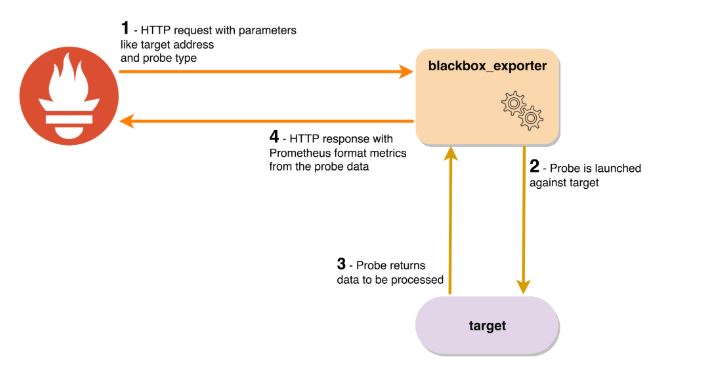 1 - HTTP request with parameters
like target address
and probe type
blackbox_exporter
4 - HTTP response with
Prometheus format metrics
from the probe data
2 - Probe is launched
against target
3 - Probe returns
data to be processed
target